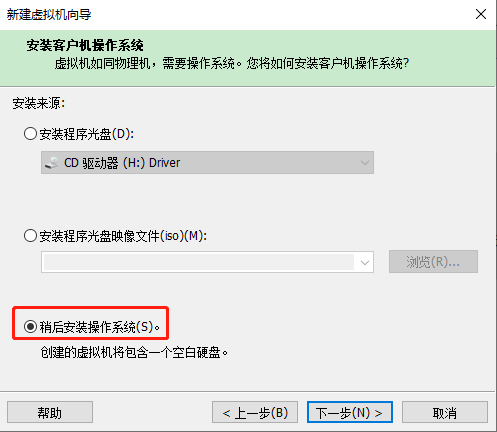 新建虚拟机向导
安装客户机操作系统
虚拟机如同物理机，需要操作系统。您将如何安装客户机操作系统?
安装来源:
安装程序光盘(D):
CD 驱动器 (H:) Driver
安装程序光盘映像文件(iso)(M):
浏览(R)...
稍后安装操作系统(S)。
创建的虚拟机将包含一个空白硬盘。
帮助
< 上一步(B)
下一步(N) >
取消